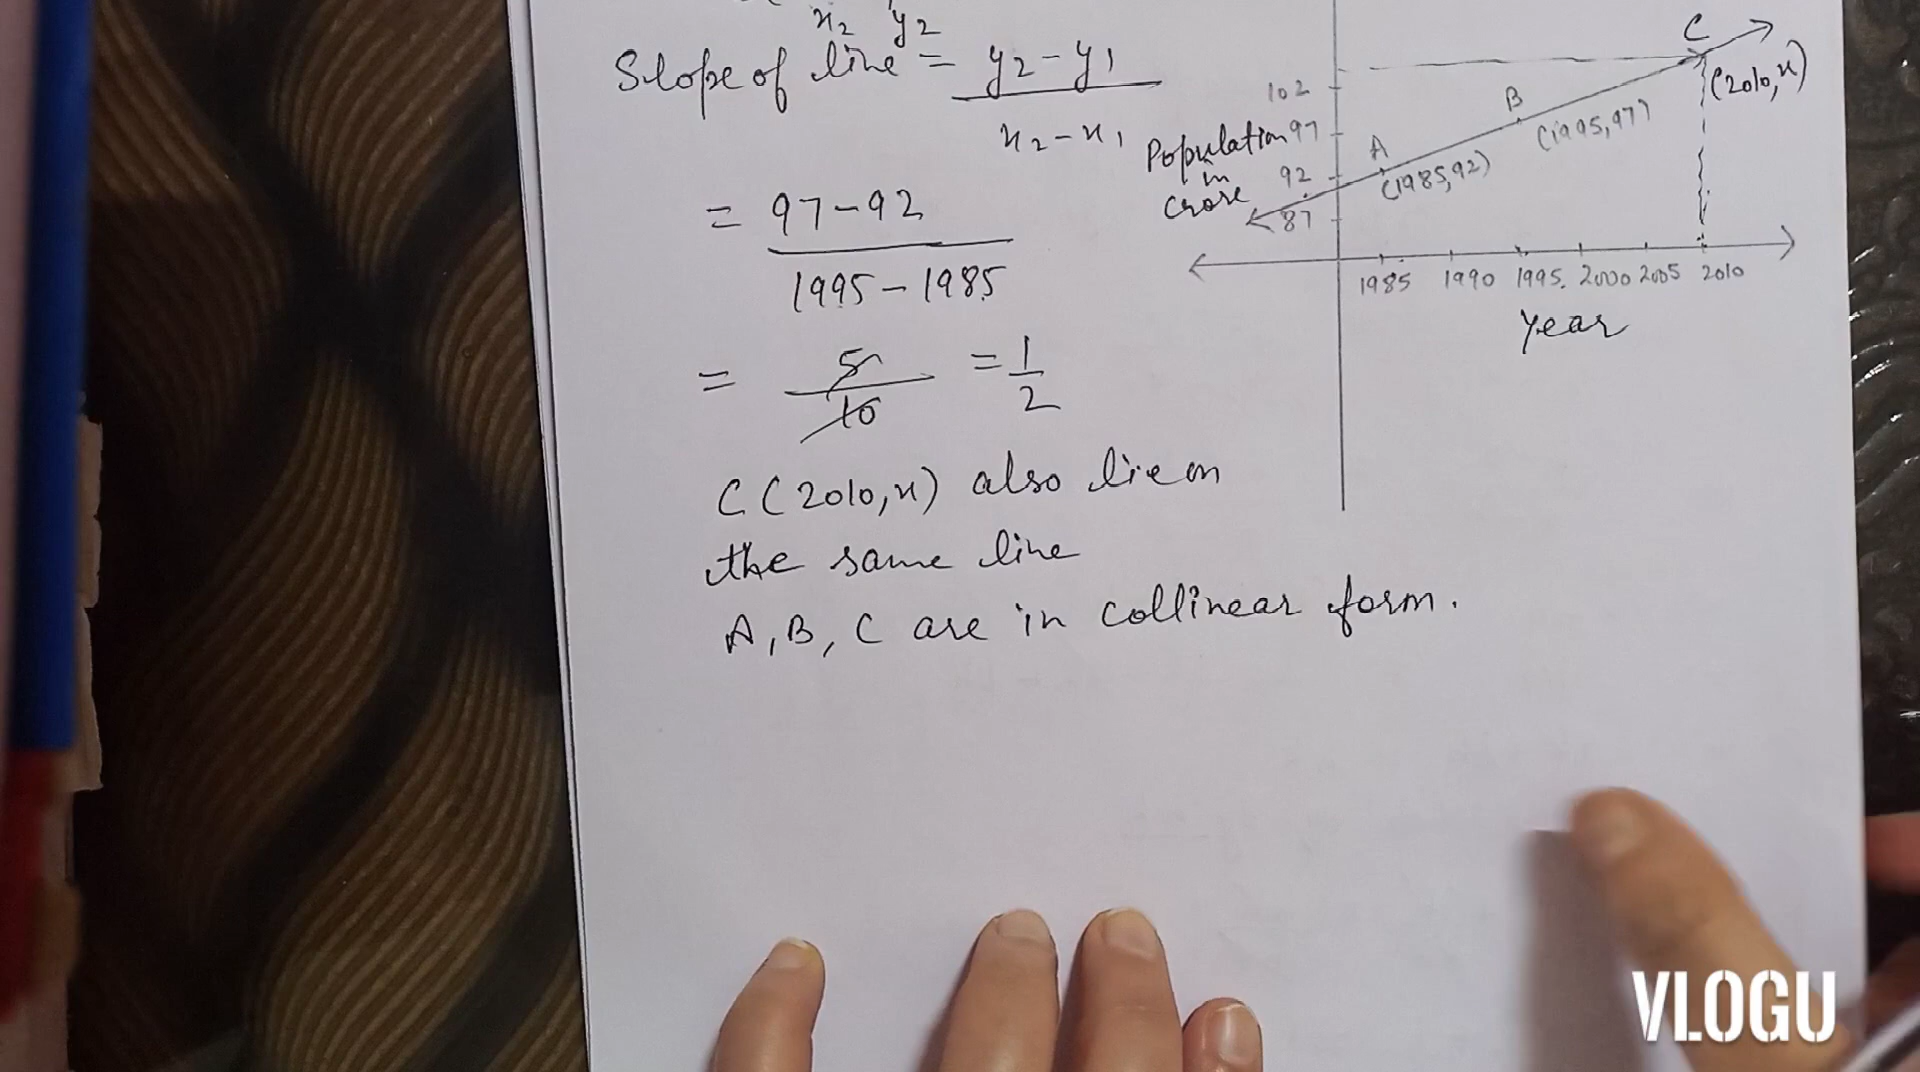 x₂ y₂
Slope of line = y₂ - y₁ / x₂ - x₁
= 97 - 92 / 1995 - 1985
= 5/10 = 1/2
C (2010, x) also lie on
the same line
A, B, C are in collinear form.
C
(2010, x)
102
B
(1995, 97)
Population
in
crore
97
A
(1985, 92)
92
87
1985 1990 1995. 2000 2005 2010
Year
VLOGU